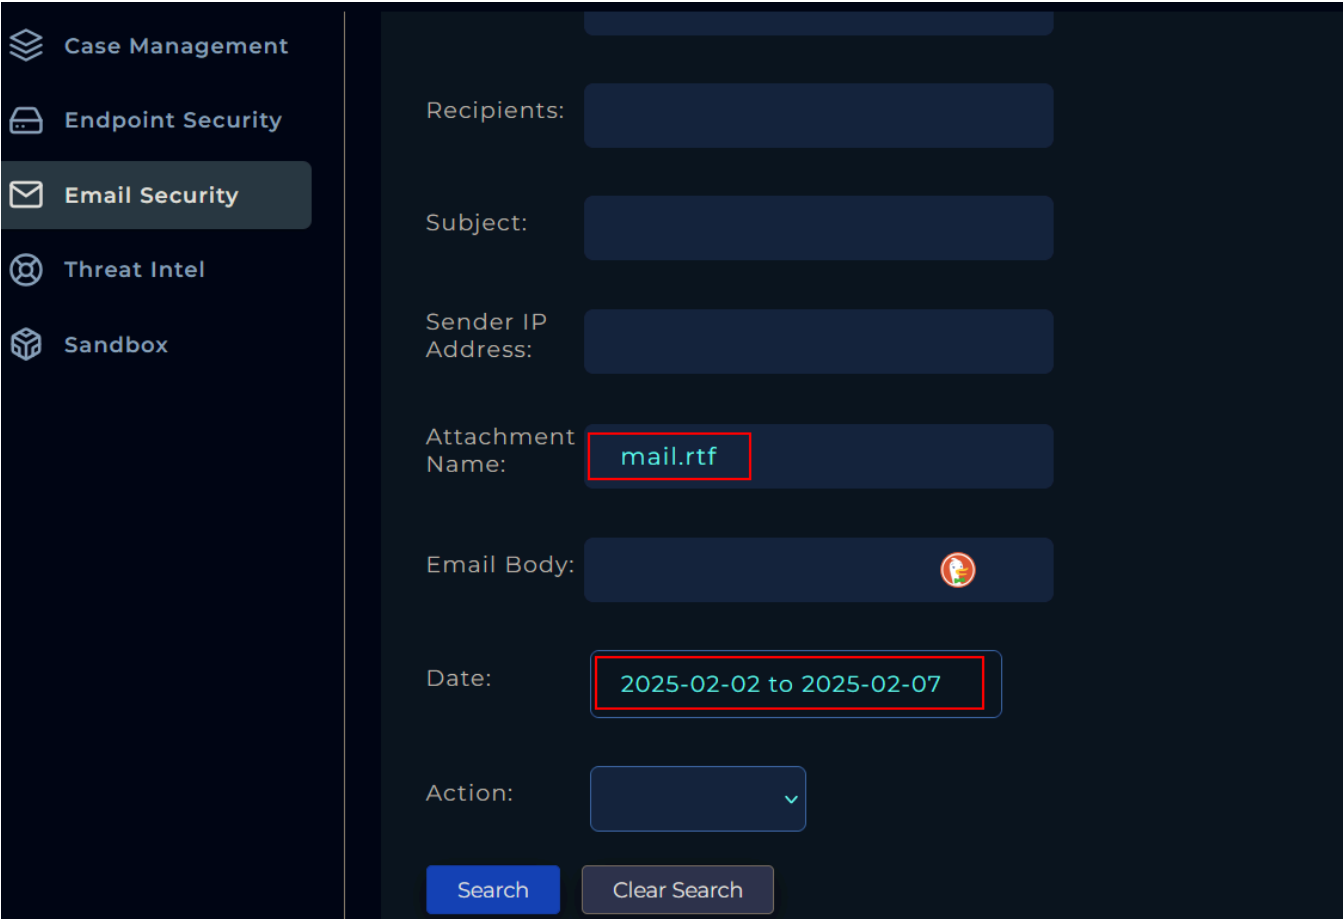 Case Management
Endpoint Security
Email Security
Threat Intel
Sandbox
Recipients:
Subject:
Sender IP
Address:
Attachment
Name:
mail.rtf
Email Body:
Date:
2025-02-02 to 2025-02-07
Action:
Search
Clear Search